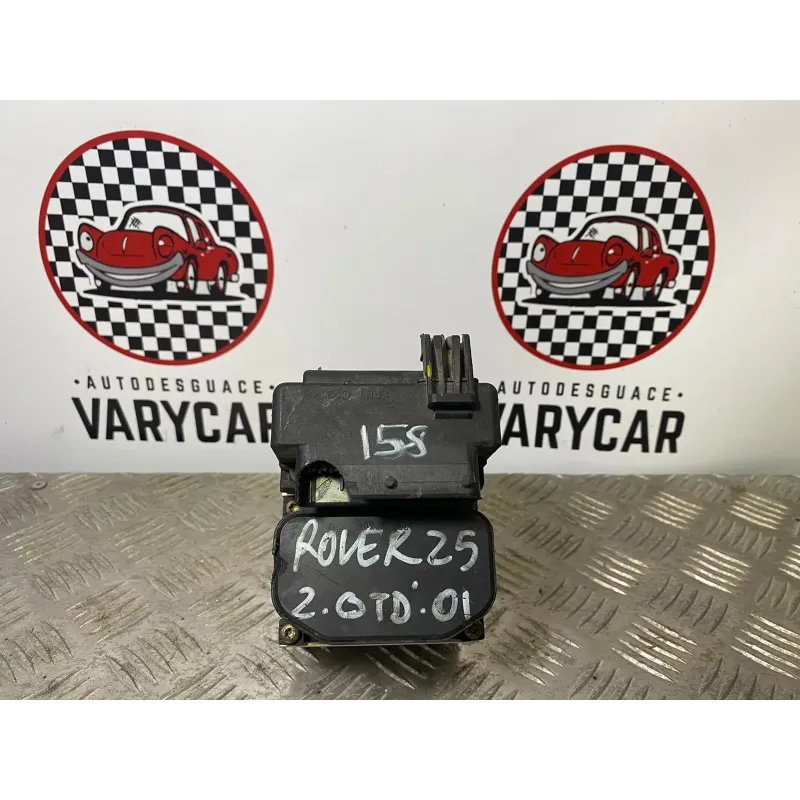 • AUTODESGUACE •
VARYCAR
AUTODESGUACE •
VARYCAR
158
ROVER 25
2.0TD'01